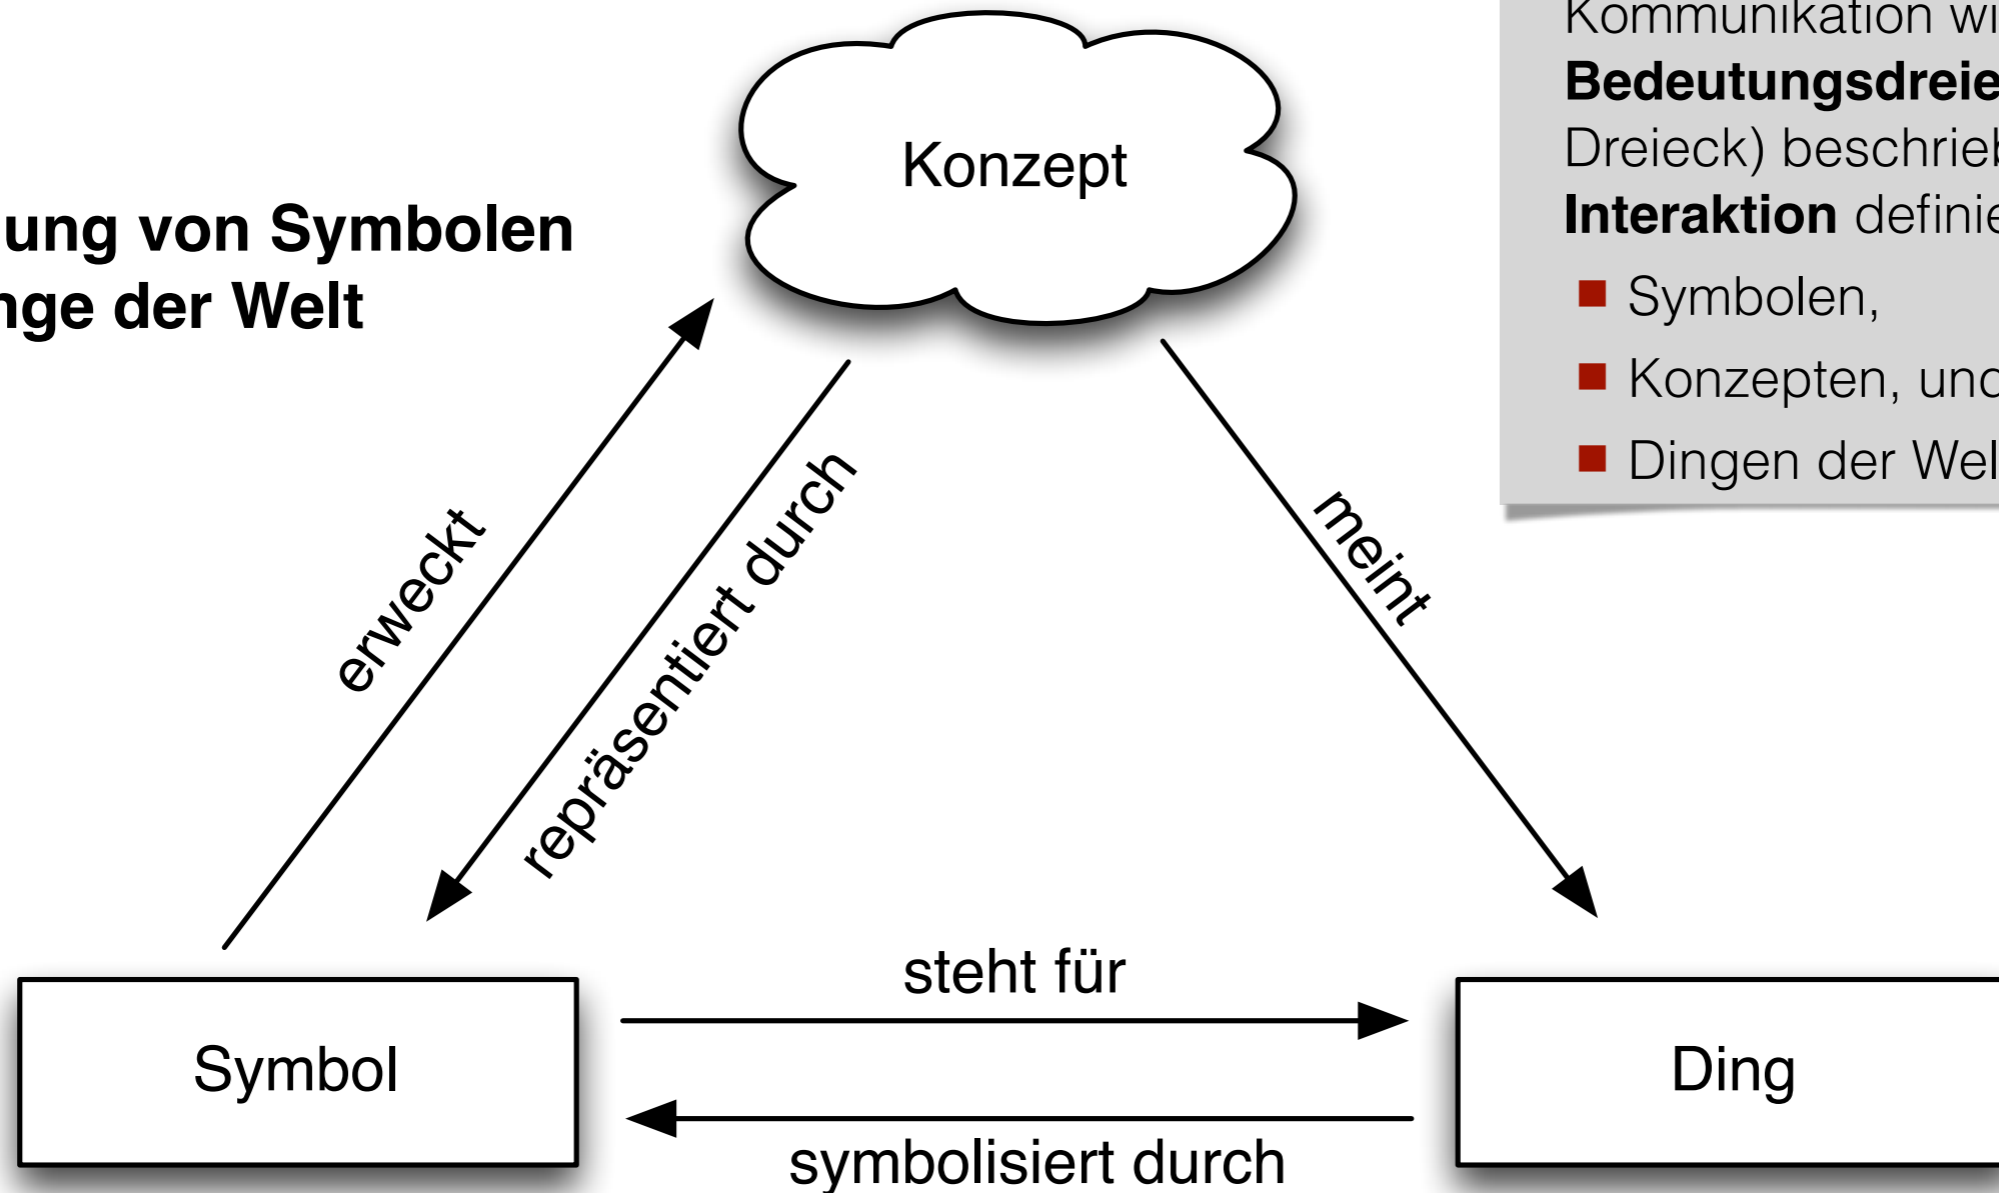 ung von Symbolen
nge der Welt
Konzept
Kommunikation wi
Bedeutungsdreie
Dreieck) beschrieb
Interaktion definie
Symbolen,
Konzepten, und
Dingen der Wel
erweckt
repräsentiert durch
meint
steht für
Symbol
Ding
symbolisiert durch